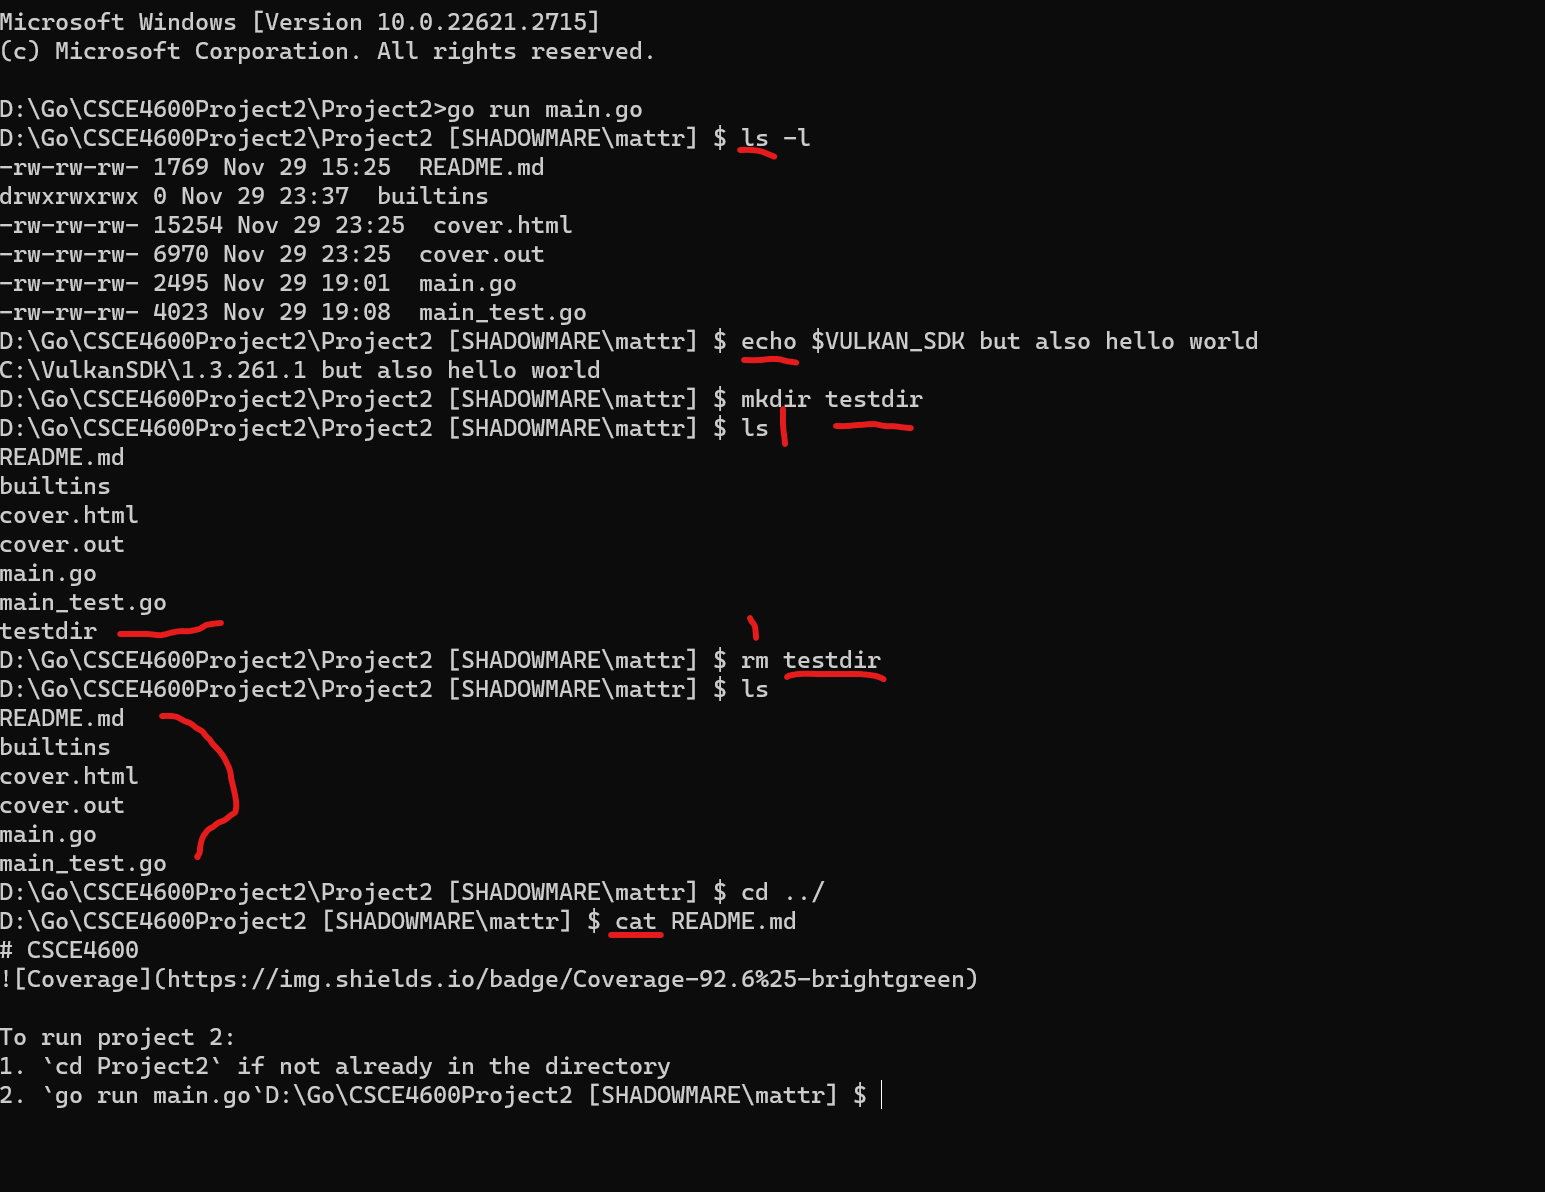 Microsoft Windows [Version 10.0.22621.2715]
(c) Microsoft Corporation. All rights reserved.
D:\Go\CSCE4600Project2\Project2>go run main.go
D:\Go\CSCE4600Project2\Project2 [SHADOWMARE\mattr] $ ls -l
-rw-rw-rw- 1769 Nov 29 15:25  README.md
drwxrwxrwx 0 Nov 29 23:37  builtins
-rw-rw-rw- 15254 Nov 29 23:25  cover.html
-rw-rw-rw- 6970 Nov 29 23:25  cover.out
-rw-rw-rw- 2495 Nov 29 19:01  main.go
-rw-rw-rw- 4023 Nov 29 19:08  main_test.go
D:\Go\CSCE4600Project2\Project2 [SHADOWMARE\mattr] $ echo $VULKAN_SDK but also hello world
C:\VulkanSDK\1.3.261.1 but also hello world
D:\Go\CSCE4600Project2\Project2 [SHADOWMARE\mattr] $ mkdir testdir
D:\Go\CSCE4600Project2\Project2 [SHADOWMARE\mattr] $ ls
README.md
builtins
cover.html
cover.out
main.go
main_test.go
testdir
D:\Go\CSCE4600Project2\Project2 [SHADOWMARE\mattr] $ rm testdir
D:\Go\CSCE4600Project2\Project2 [SHADOWMARE\mattr] $ ls
README.md
builtins
cover.html
cover.out
main.go
main_test.go
D:\Go\CSCE4600Project2\Project2 [SHADOWMARE\mattr] $ cd ../
D:\Go\CSCE4600Project2 [SHADOWMARE\mattr] $ cat README.md
# CSCE4600
![Coverage](https://img.shields.io/badge/Coverage-92.6%25-brightgreen)
To run project 2:
1. `cd Project2` if not already in the directory
2. `go run main.go`D:\Go\CSCE4600Project2 [SHADOWMARE\mattr] $